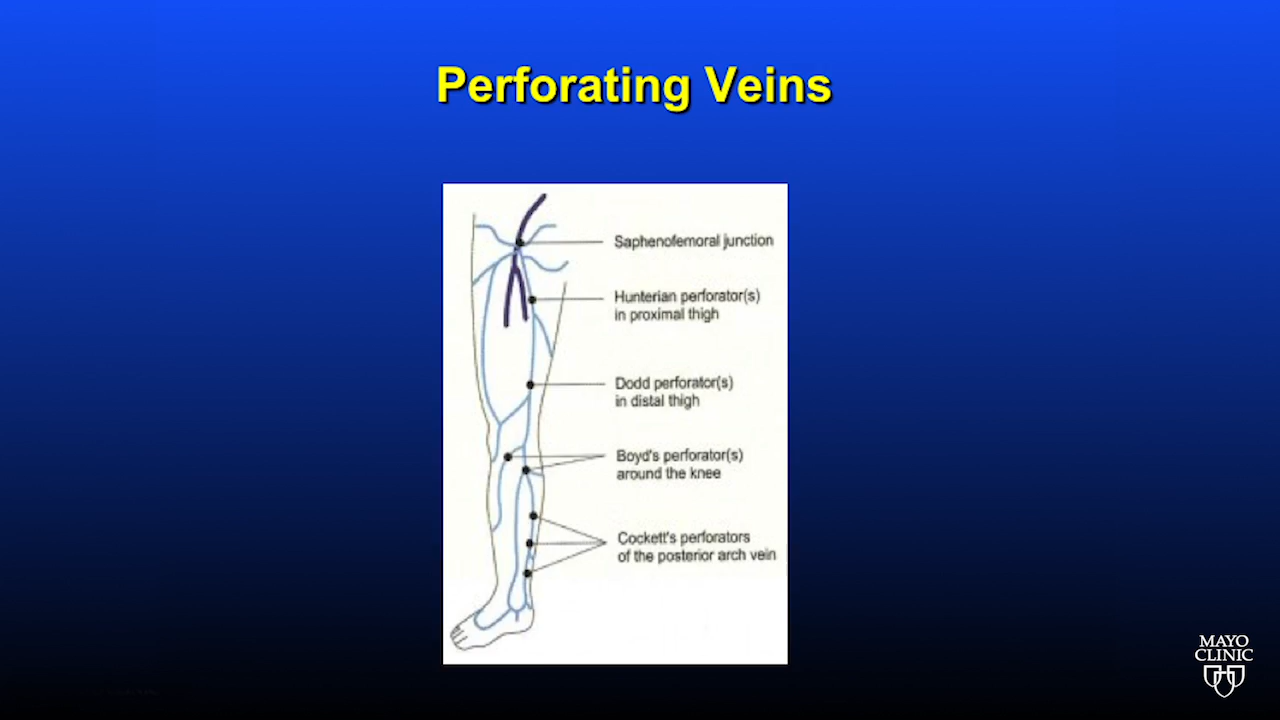 Perforating Veins
Saphenofemoral junction
Hunterian perforator(s)
in proximal thigh
Dodd perforator(s)
in distal thigh
Boyd's perforator(s)
around the knee
Cockett's perforators
of the posterior arch vein
MAYO
CLINIC